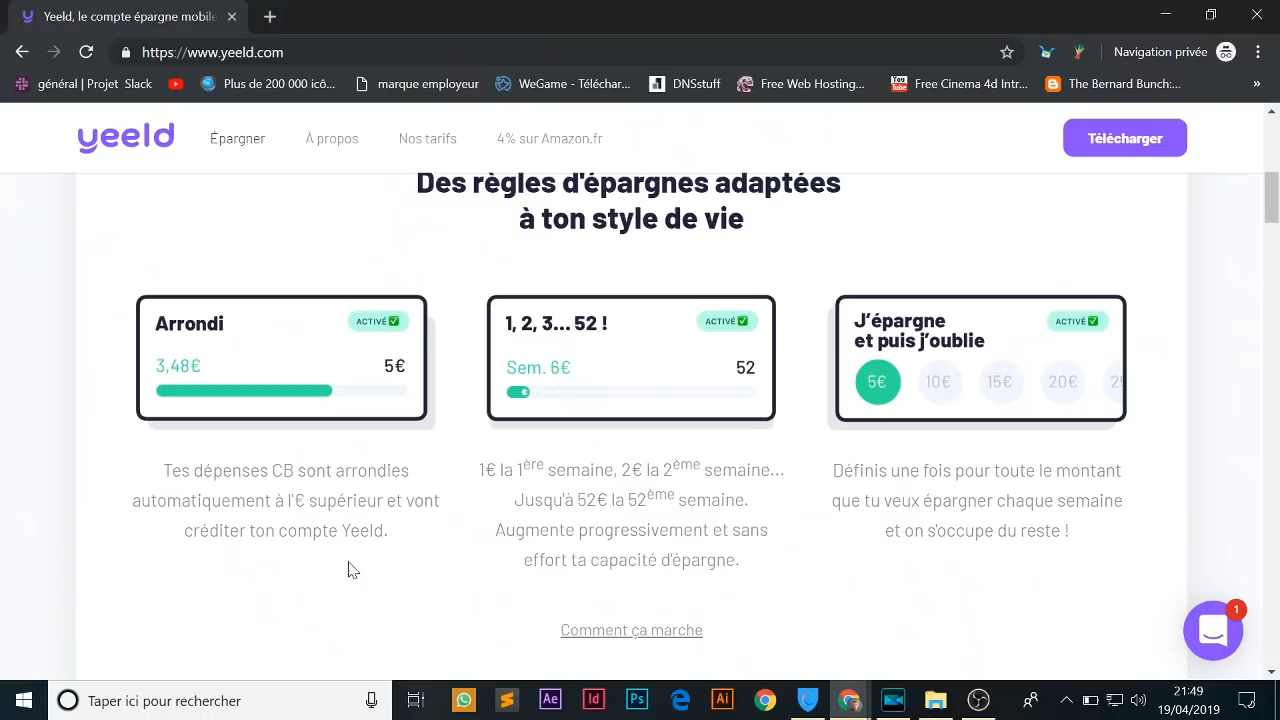 Yeeld, le compte épargne mobile
https://www.yeeld.com
Navigation privée
général | Projet Slack
Plus de 200 000 icô...
marque employeur
WeGame - Téléchar...
DNSstuff
Free Web Hosting...
Free Cinema 4d Intr...
The Bernard Bunch:...
»
yeeld
Épargner
À propos
Nos tarifs
4% sur Amazon.fr
Télécharger
Des règles d'épargnes adaptées
à ton style de vie
Arrondi
ACTIVÉ
3,48€
5€
Tes dépenses CB sont arrondies
automatiquement à l'€ supérieur et vont
créditer ton compte Yeeld.
1, 2, 3... 52 !
ACTIVÉ
Sem. 6€
52
1€ la 1ère semaine, 2€ la 2ème semaine...
Jusqu'à 52€ la 52ème semaine.
Augmente progressivement et sans
effort ta capacité d'épargne.
J'épargne
et puis j'oublie
ACTIVÉ
5€
10€
15€
20€
Définis une fois pour toute le montant
que tu veux épargner chaque semaine
et on s'occupe du reste !
Comment ça marche
1
Taper ici pour rechercher
Ae
Id
Ps
Ai
21:49
19/04/2019